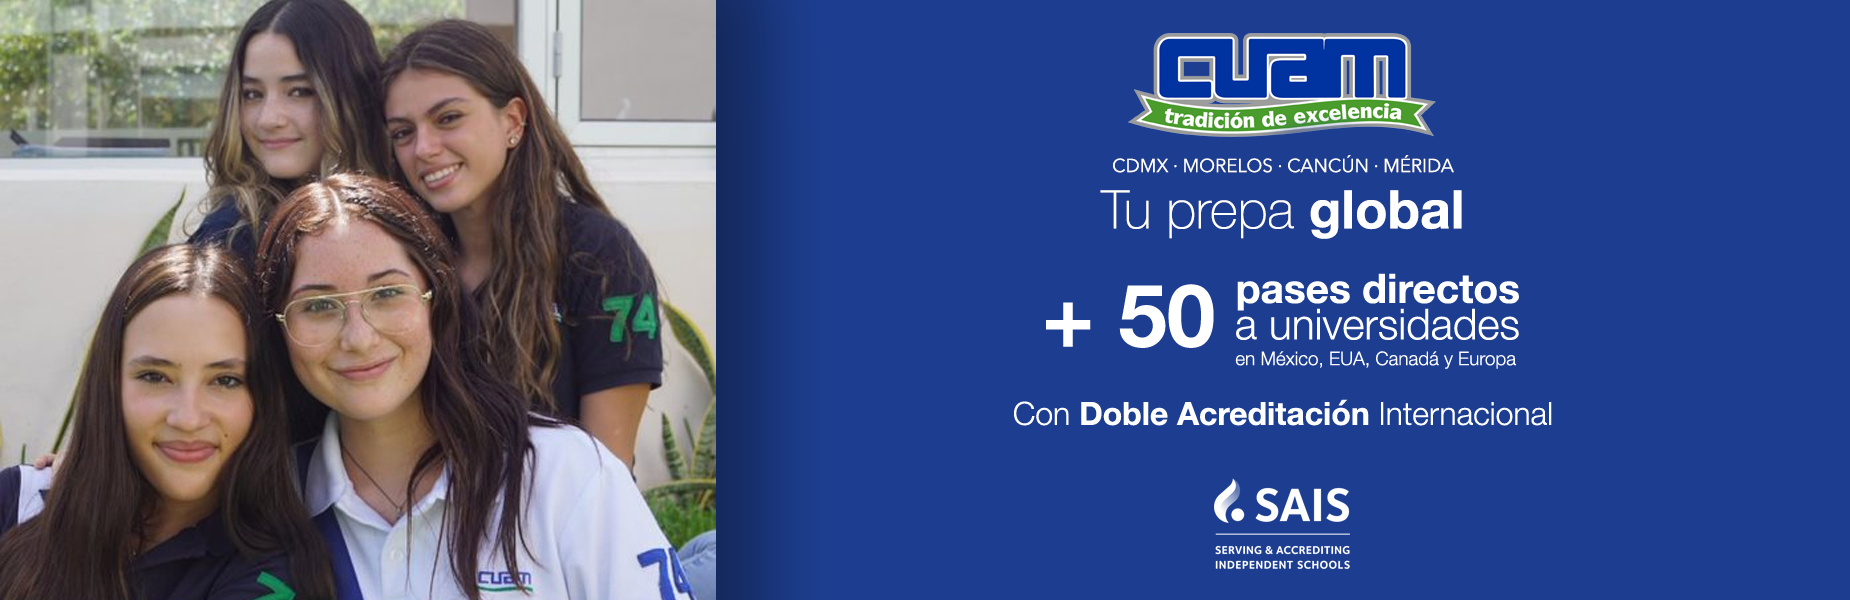 cuam
tradición de excelencia
CDMX · MORELOS · CANCÚN · MÉRIDA
Tu prepa global
+ 50 pases directos
a universidades
en México, EUA, Canadá y Europa
Con Doble Acreditación Internacional
SAIS
SERVING & ACCREDITING
INDEPENDENT SCHOOLS
74
cuam
74
7